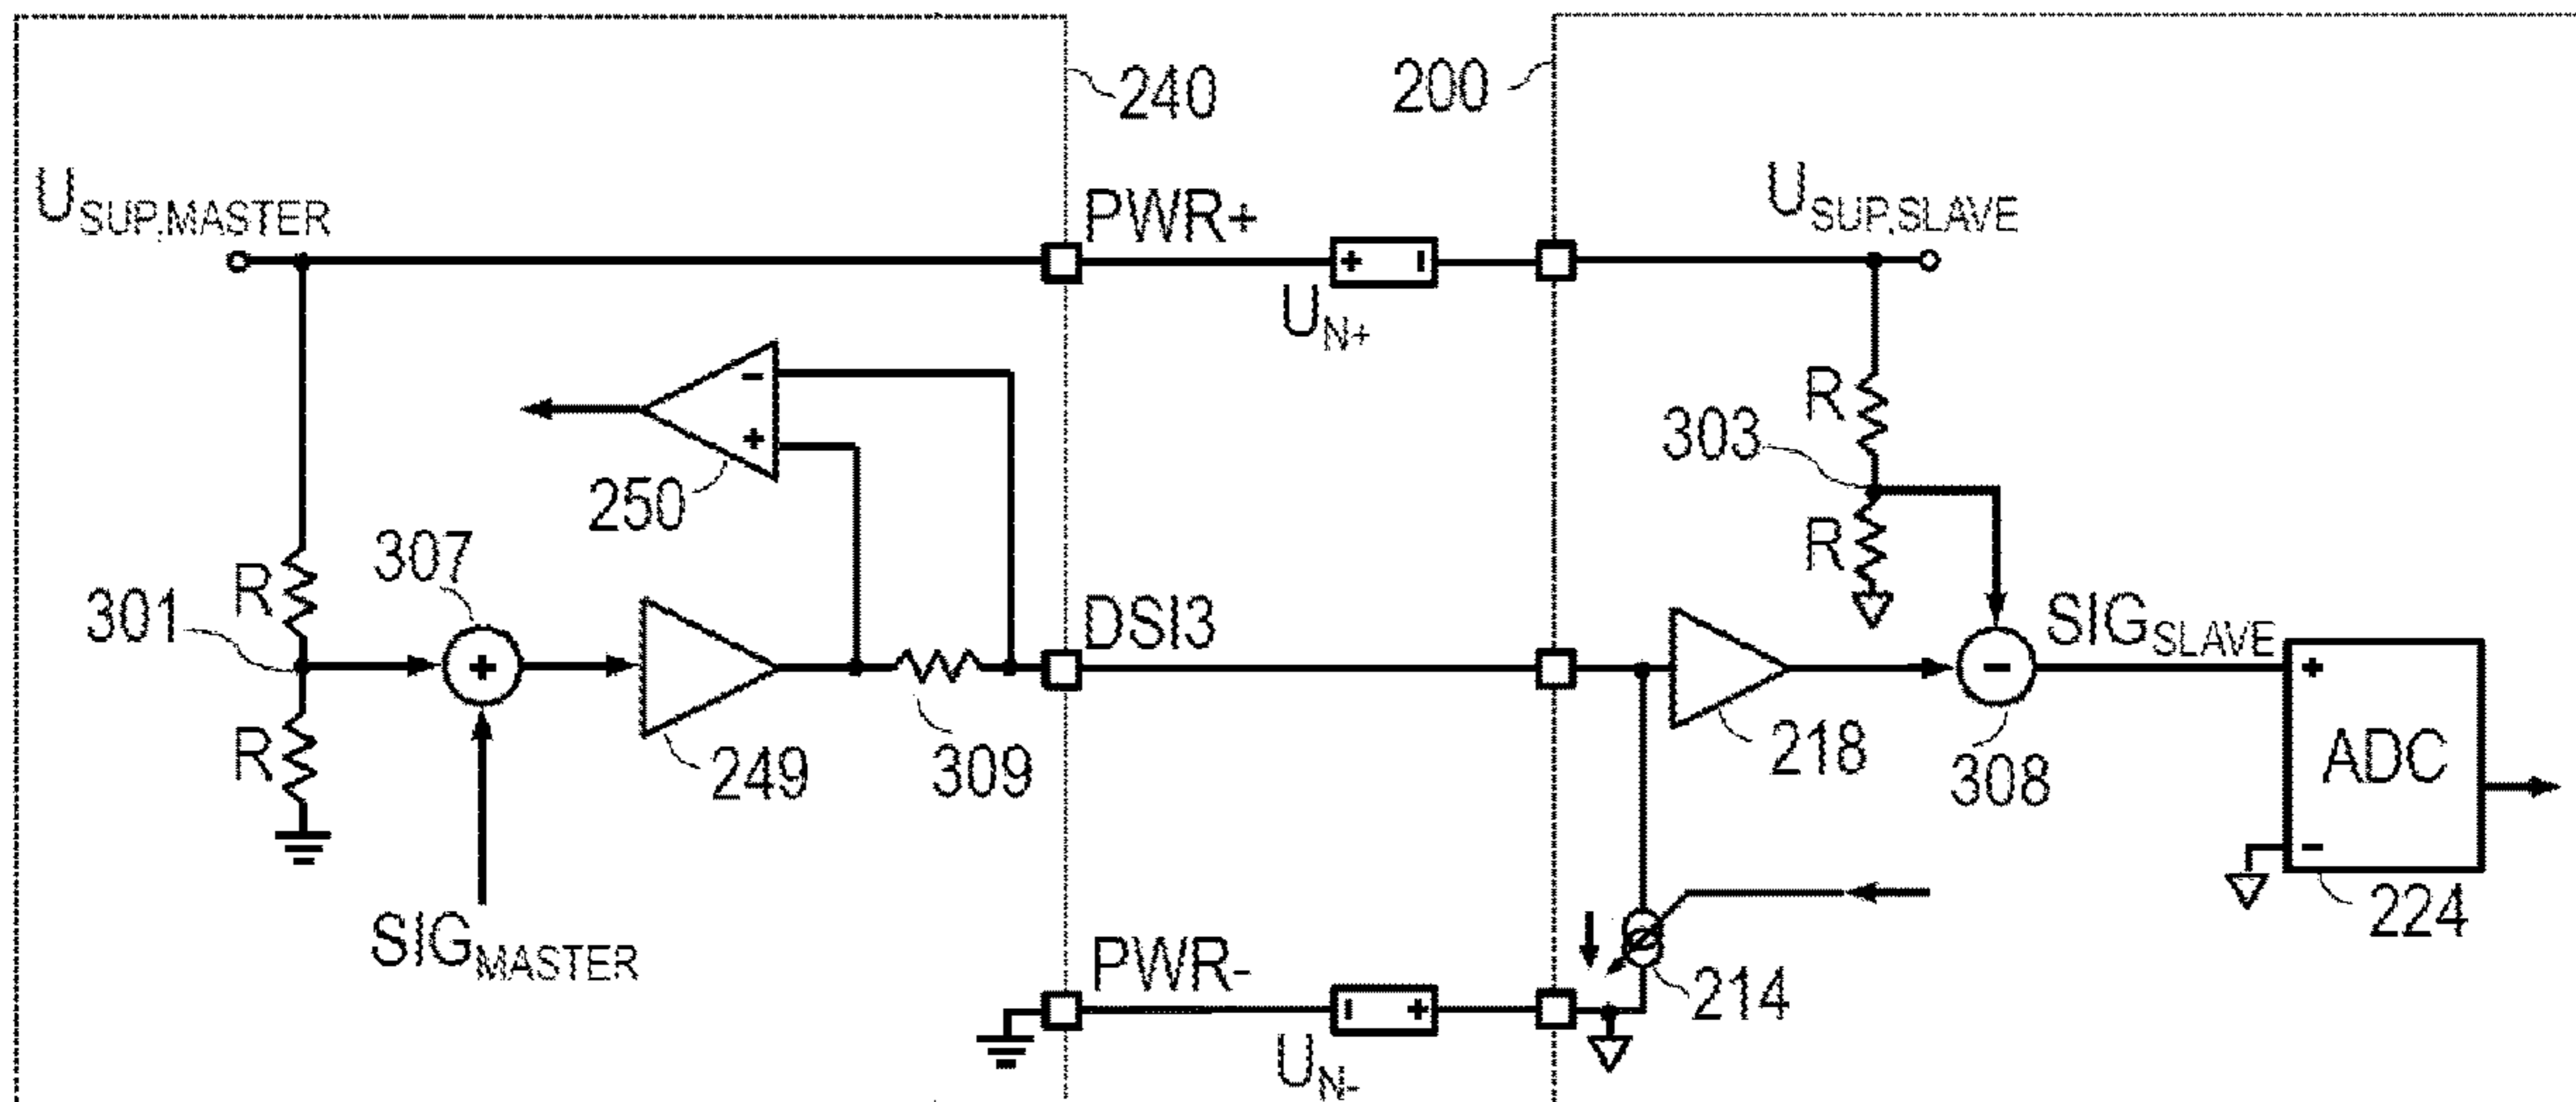 240
200
U_SUP,MASTER
PWR+
U_SUP,SLAVE
U_N+
-
+
250
R
303
R
307
R
301
+
DSI3
SIG_SLAVE
R
249
309
218
-
308
+
ADC
-
224
SIG_MASTER
PWR-
214
U_N-